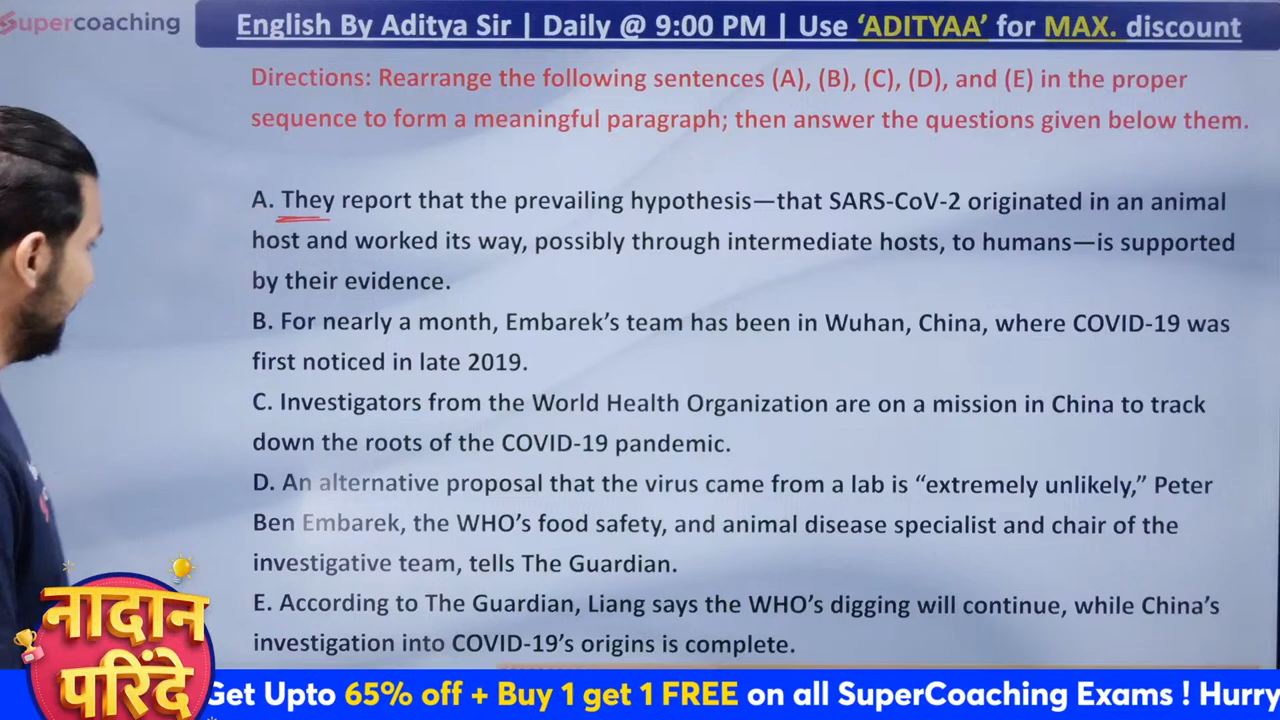 Supercoaching
English By Aditya Sir | Daily @ 9:00 PM | Use ‘ADITYAA’ for MAX. discount
Directions: Rearrange the following sentences (A), (B), (C), (D), and (E) in the proper
sequence to form a meaningful paragraph; then answer the questions given below them.
A. They report that the prevailing hypothesis—that SARS-CoV-2 originated in an animal
host and worked its way, possibly through intermediate hosts, to humans—is supported
by their evidence.
B. For nearly a month, Embarek’s team has been in Wuhan, China, where COVID-19 was
first noticed in late 2019.
C. Investigators from the World Health Organization are on a mission in China to track
down the roots of the COVID-19 pandemic.
D. An alternative proposal that the virus came from a lab is “extremely unlikely,” Peter
Ben Embarek, the WHO’s food safety, and animal disease specialist and chair of the
investigative team, tells The Guardian.
E. According to The Guardian, Liang says the WHO’s digging will continue, while China’s
investigation into COVID-19’s origins is complete.
नादान
परिंदे
Get Upto 65% off + Buy 1 get 1 FREE on all SuperCoaching Exams ! Hurry